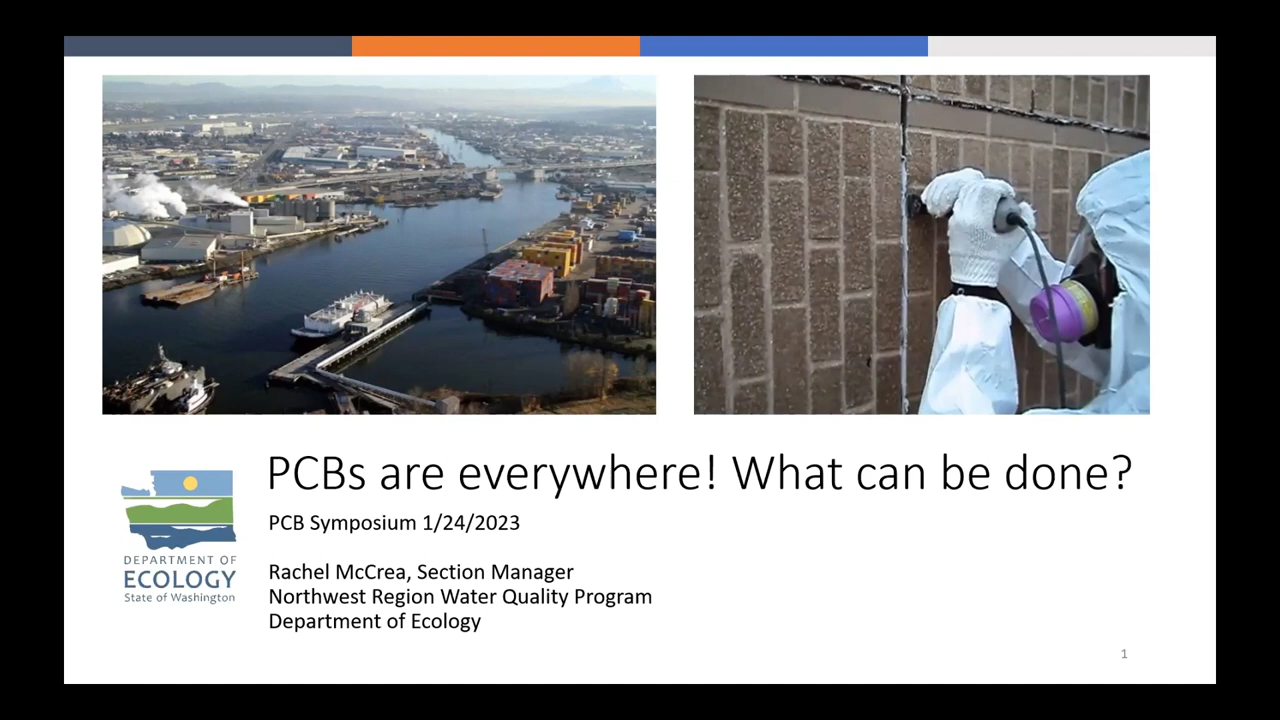 PCBs are everywhere! What can be done?
PCB Symposium 1/24/2023
Rachel McCrea, Section Manager
Northwest Region Water Quality Program
Department of Ecology
DEPARTMENT OF
ECOLOGY
State of Washington
1